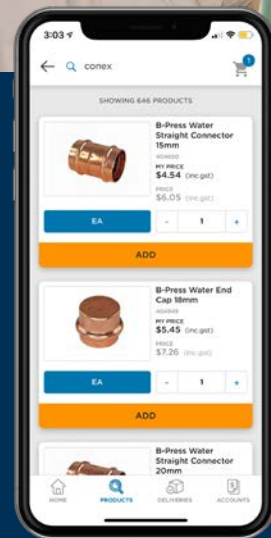 3:03
conex
1
SHOWING 646 PRODUCTS
B-Press Water
Straight Connector
15mm
MY PRICE
$4.54 (inc.gst)
PRICE
$6.05 (inc.gst)
EA
- 1 +
ADD
B-Press Water End
Cap 18mm
404949
MY PRICE
$5.45 (inc.gst)
PRICE
$7.26 (inc.gst)
EA
- 1 +
ADD
B-Press Water
Straight Connector
20mm
HOME
PRODUCTS
DELIVERIES
ACCOUNTS